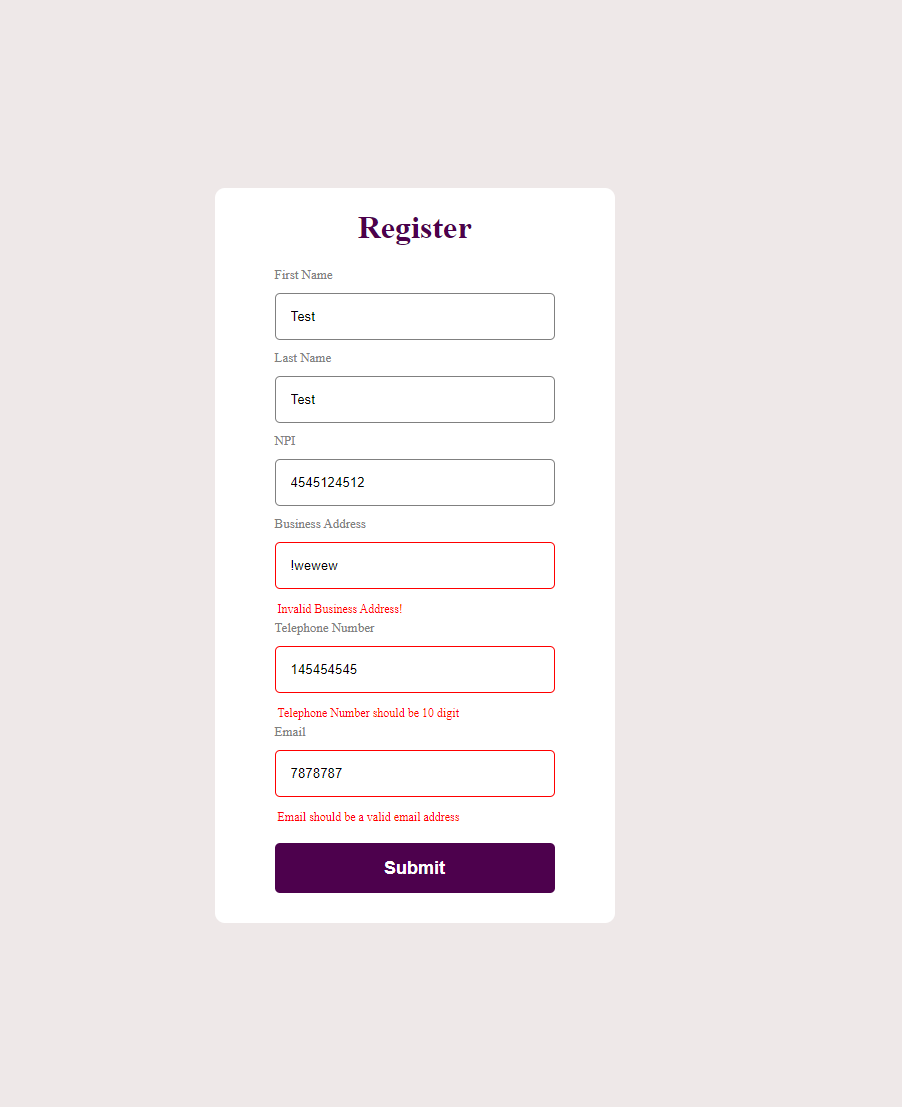 Register
First Name
Test
Last Name
Test
NPI
4545124512
Business Address
!wewew
Invalid Business Address!
Telephone Number
145454545
Telephone Number should be 10 digit
Email
7878787
Email should be a valid email address
Submit